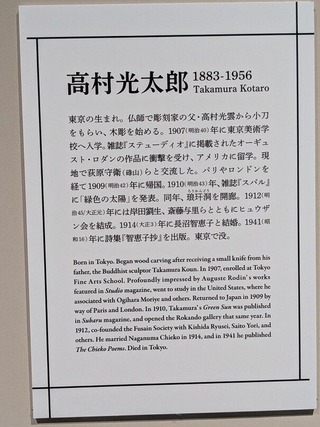 高村光太郎 1883-1956
Takamura Kotaro
東京の生まれ。仏師で彫刻家の父・高村光雲から小刀
をもらい、木彫を始める。1907(明治40)年に東京美術学
校へ入学。雑誌『ステューディオ』に掲載されたオーギュ
スト・ロダンの作品に衝撃を受け、アメリカに留学。現
地で荻原守衛(碌山)らと交流した。パリやロンドンを
経て1909(明治42)年に帰国。1910(明治43)年、雑誌『スバル』
に「緑色の太陽」を発表。同年、琅玕洞を開廊。1912(明
治45/大正元)年には岸田劉生、斎藤与里らとともにヒュウザ
ン会を結成。1914(大正3)年に長沼智恵子と結婚。1941(昭
和16)年に詩集『智恵子抄』を出版。東京で没。
Born in Tokyo. Began wood carving after receiving a small knife from his
father, the Buddhist sculptor Takamura Koun. In 1907, enrolled at Tokyo
Fine Arts School. Profoundly impressed by Auguste Rodin's works
featured in Studio magazine, went to study in the United States, where he
associated with Ogihara Morie and others. Returned to Japan in 1909 by
way of Paris and London. In 1910, Takamura's Green Sun was published
in Subaru magazine, and opened the Rokando gallery that same year. In
1912, co-founded the Fusain Society with Kishida Ryusei, Saito Yori, and
others. He married Naganuma Chieko in 1914, and in 1941 he published
The Chieko Poems. Died in Tokyo.